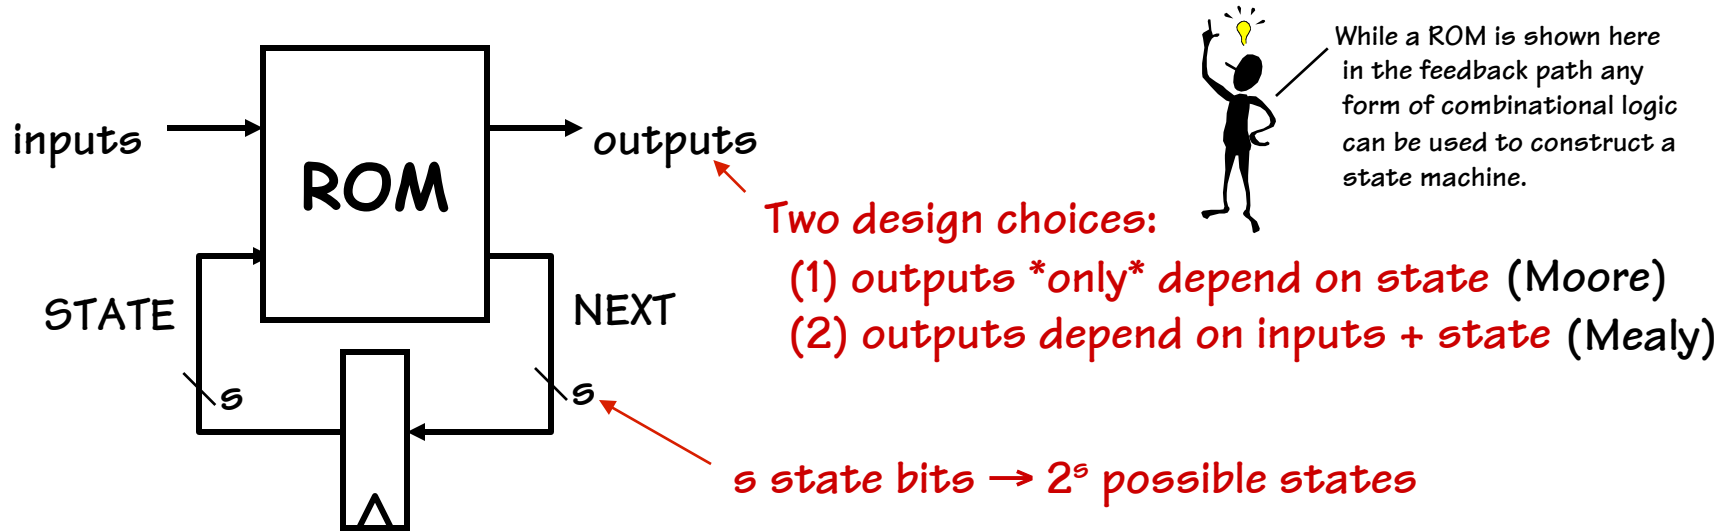 While a ROM is shown here
in the feedback path any
form of combinational logic
can be used to construct a
state machine.
inputs
ROM
outputs
Two design choices:
(1) outputs *only* depend on state (Moore)
(2) outputs depend on inputs + state (Mealy)
STATE
NEXT
s
s
s state bits → 2ˢ possible states